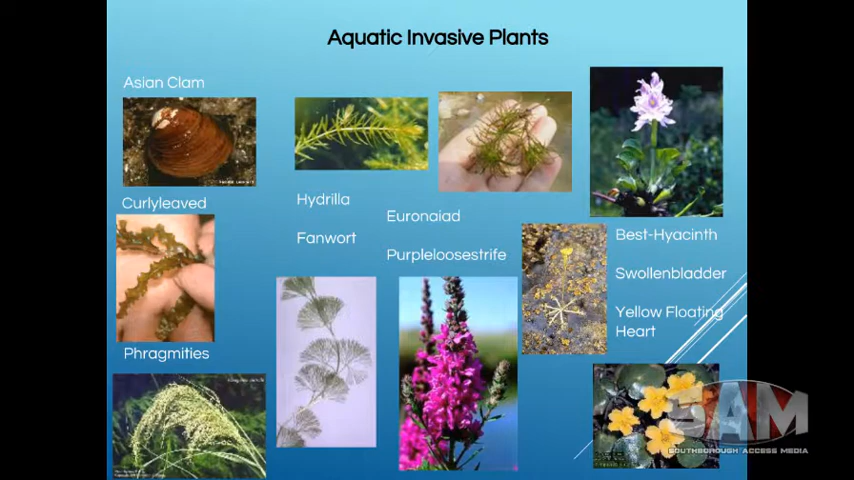 Aquatic Invasive Plants
Asian Clam
Curlyleaved
Phragmities
Hydrilla
Fanwort
Euronaiad
Purpleloosestrife
Best-Hyacinth
Swollenbladder
Yellow Floating
Heart
SAM
SOUTHBOROUGH ACCESS MEDIA